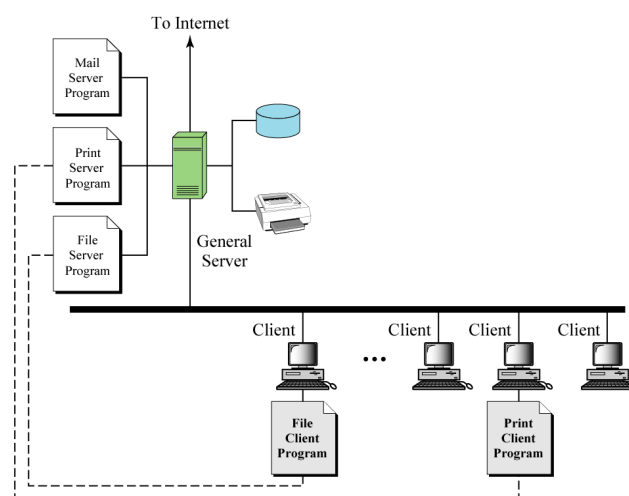 To Internet
Mail
Server
Program
Print
Server
Program
File
Server
Program
General
Server
Client
Client
Client
Client
...
File
Client
Program
Print
Client
Program